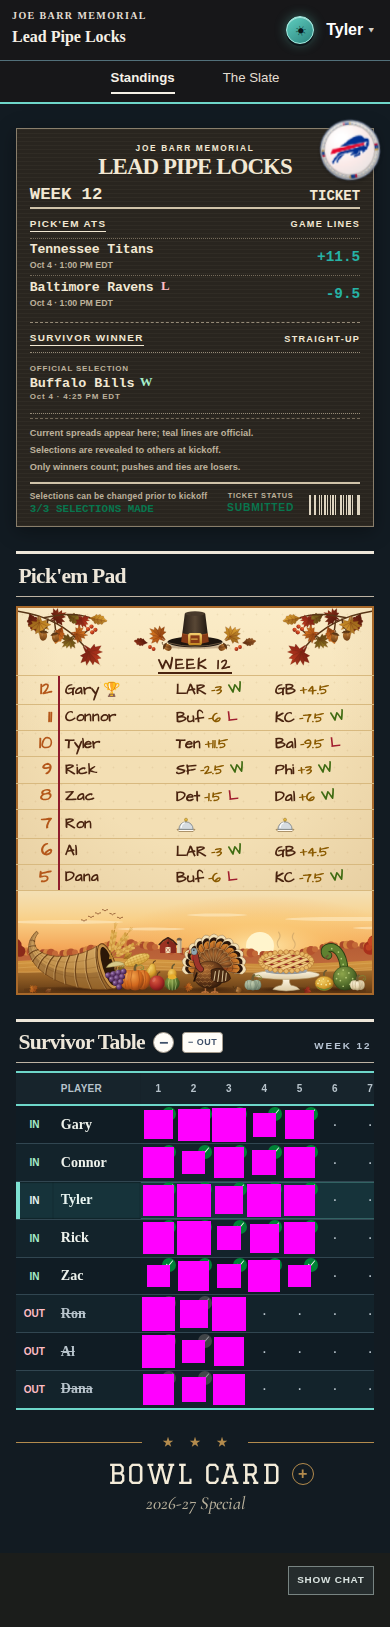 JOE BARR MEMORIAL
Lead Pipe Locks
Tyler
Standings The Slate
JOE BARR MEMORIAL
LEAD PIPE LOCKS
WEEK 12 TICKET
PICK'EM ATS GAME LINES
Tennessee Titans
Oct 4 · 1:00 PM EDT +11.5
Baltimore Ravens L
Oct 4 · 1:00 PM EDT -9.5
SURVIVOR WINNER STRAIGHT-UP
OFFICIAL SELECTION
Buffalo Bills W
Oct 4 · 4:25 PM EDT
Current spreads appear here; teal lines are official.
Selections are revealed to others at kickoff.
Only winners count; pushes and ties are losers.
Selections can be changed prior to kickoff TICKET STATUS
3/3 SELECTIONS MADE SUBMITTED
Pick'em Pad
WEEK 12
12 Gary 🏆 LAR -3 W GB +4.5
11 Connor Buf -6 L KC -7.5 W
10 Tyler Ten +11.5 Bal -9.5 L
9 Rick SF -2.5 W Phi +3 W
8 Zac Det -1.5 L Dal +6 W
7 Ron
6 Al LAR -3 W GB +4.5
5 Dana Buf -6 L KC -7.5 W
Survivor Table − − OUT WEEK 12
PLAYER 1 2 3 4 5 6 7
IN Gary · ·
IN Connor · ·
IN Tyler · ·
IN Rick · ·
IN Zac · ·
OUT Ron · · · ·
OUT Al · · · ·
OUT Dana · · · ·
★ ★ ★
BOWL CARD +
2026-27 Special
SHOW CHAT